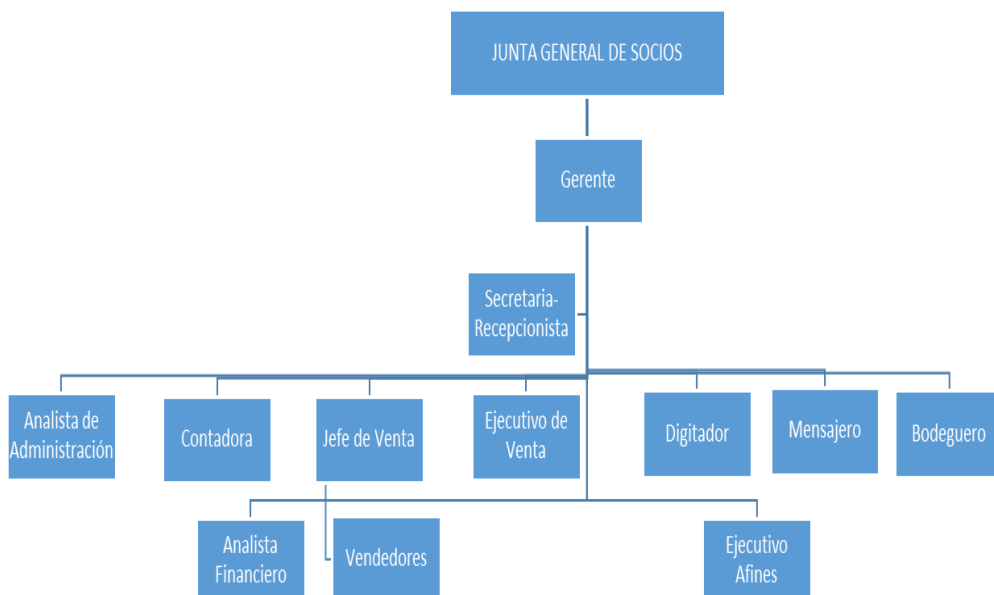 JUNTA GENERAL DE SOCIOS
Gerente
Secretaria-
Recepcionista
Analista de
Administración
Contadora
Jefe de Venta
Ejecutivo de
Venta
Digitador
Mensajero
Bodeguero
Analista
Financiero
Vendedores
Ejecutivo
Afines